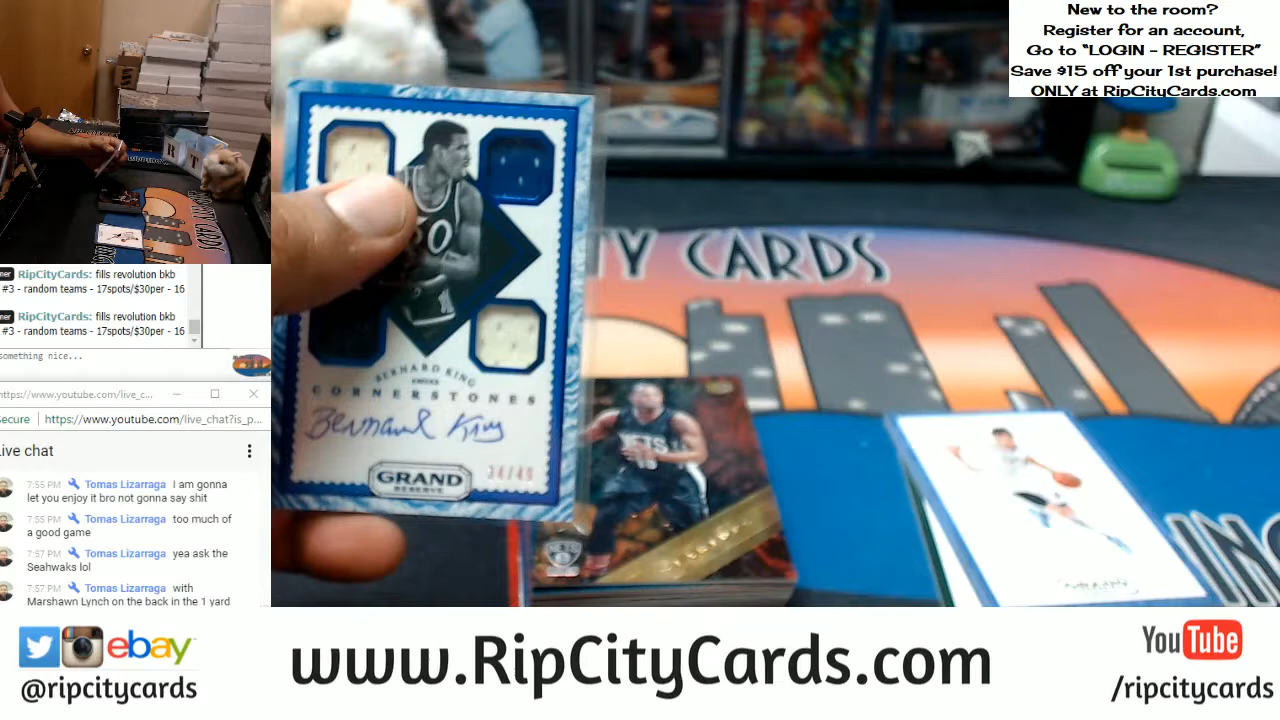 New to the room?
Register for an account,
Go to “LOGIN - REGISTER”
Save $15 off your 1st purchase!
ONLY at RipCityCards.com
RipCityCards: fills revolution bkb
#3 - random teams - 17spots/$30per - 16
RipCityCards: fills revolution bkb
#3 - random teams - 17spots/$30per - 16
something nice...
https://www.youtube.com/live_c...
Secure https://www.youtube.com/live_chat?is_p...
ive chat
7:55 PM Tomas Lizarraga I am gonna
let you enjoy it bro not gonna say shit
7:55 PM Tomas Lizarraga too much of
a good game
7:57 PM Tomas Lizarraga yea ask the
Seahwaks lol
7:57 PM Tomas Lizarraga with
Marshawn Lynch on the back in the 1 yard
TY CARDS
BERNARD KING
CORNERSTONES
Bernard King
GRAND
RESERVE
34/49
NETS
ebay
@ripcitycards
www.RipCityCards.com
YouTube
/ripcitycards